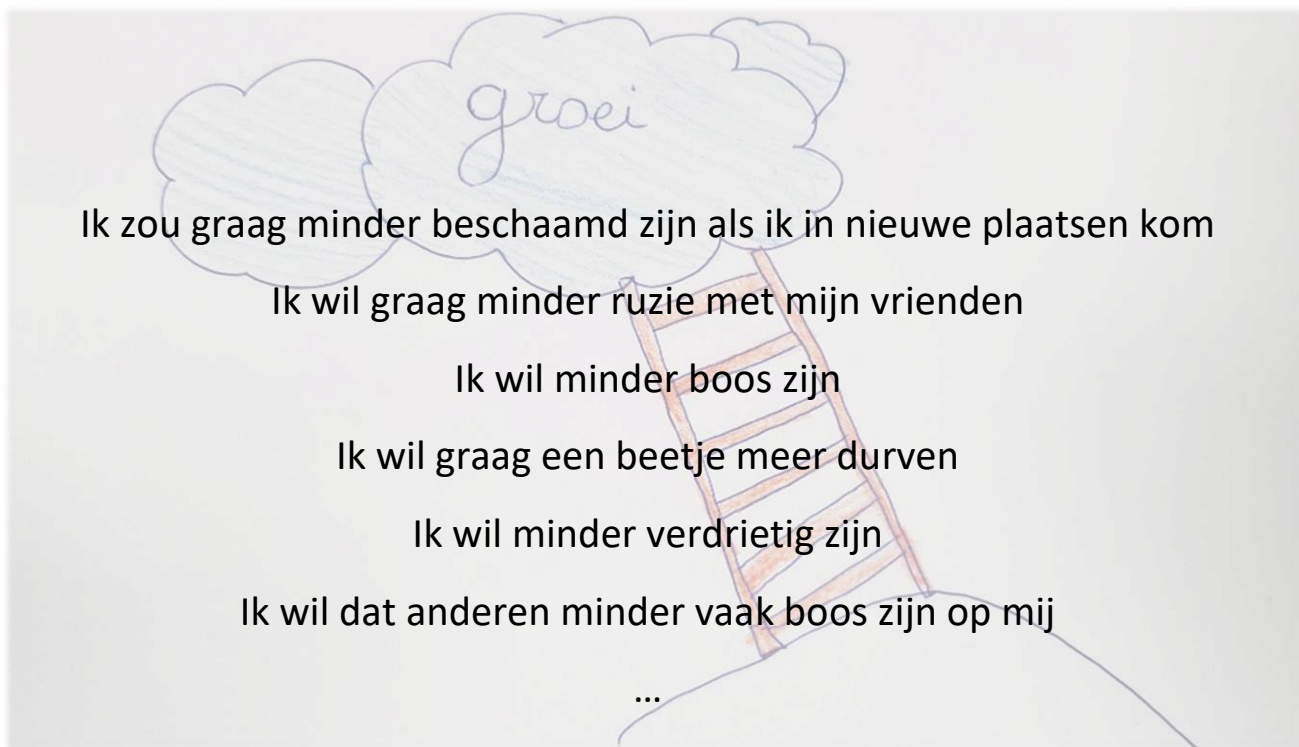 groei
Ik zou graag minder beschaamd zijn als ik in nieuwe plaatsen kom
Ik wil graag minder ruzie met mijn vrienden
Ik wil minder boos zijn
Ik wil graag een beetje meer durven
Ik wil minder verdrietig zijn
Ik wil dat anderen minder vaak boos zijn op mij
...